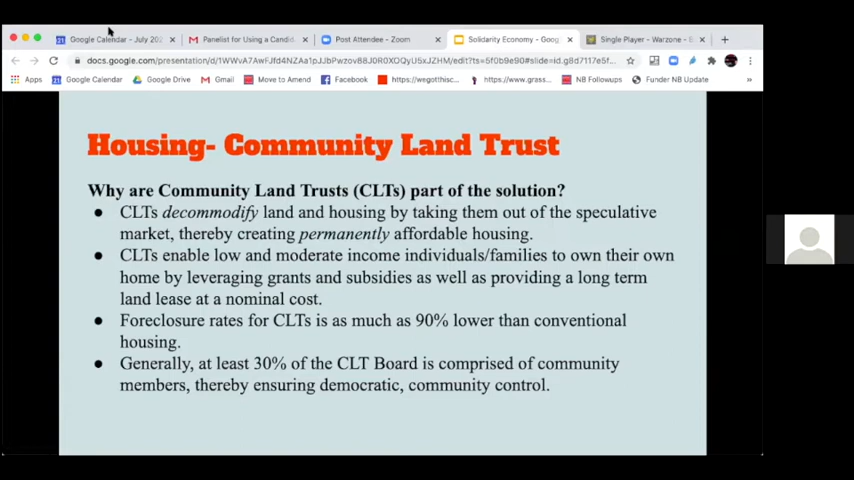 Google Calendar - July 202
Panelist for Using a Candid
Post Attendee - Zoom
Solidarity Economy - Goog
Single Player - Warzone - B
docs.google.com/presentation/d/1WWvA7AwFJfd4NZAa1pJJbPwzov88J0R0XOQyU5xJZHM/edit?ts=5f0b9e90#slide=id.g8d7117e5f...
Apps Google Calendar Google Drive Gmail Move to Amend Facebook https://wegotthisc... https://www.grass... NB Followups Funder NB Update »
Housing- Community Land Trust
Why are Community Land Trusts (CLTs) part of the solution?
● CLTs decommodify land and housing by taking them out of the speculative
market, thereby creating permanently affordable housing.
● CLTs enable low and moderate income individuals/families to own their own
home by leveraging grants and subsidies as well as providing a long term
land lease at a nominal cost.
● Foreclosure rates for CLTs is as much as 90% lower than conventional
housing.
● Generally, at least 30% of the CLT Board is comprised of community
members, thereby ensuring democratic, community control.